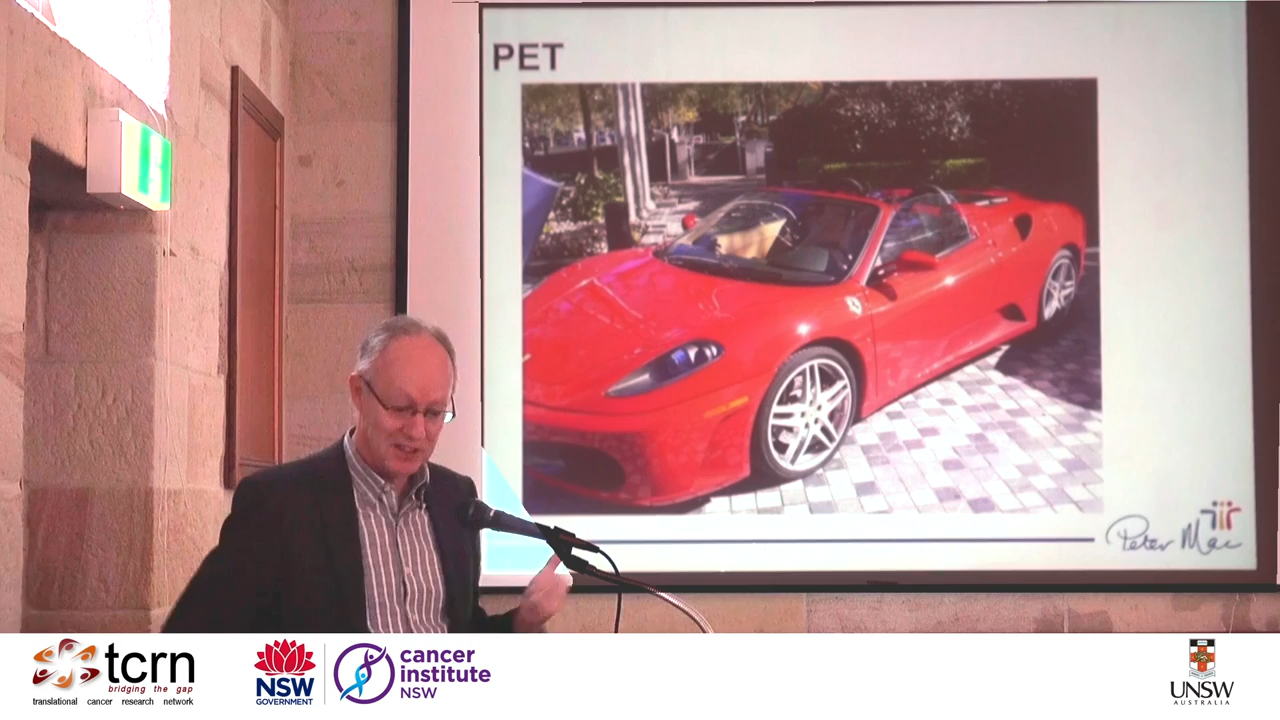 PET
Peter Mac
tcrn
bridging the gap
translational cancer research network
NSW
GOVERNMENT
cancer
institute
NSW
UNSW
AUSTRALIA